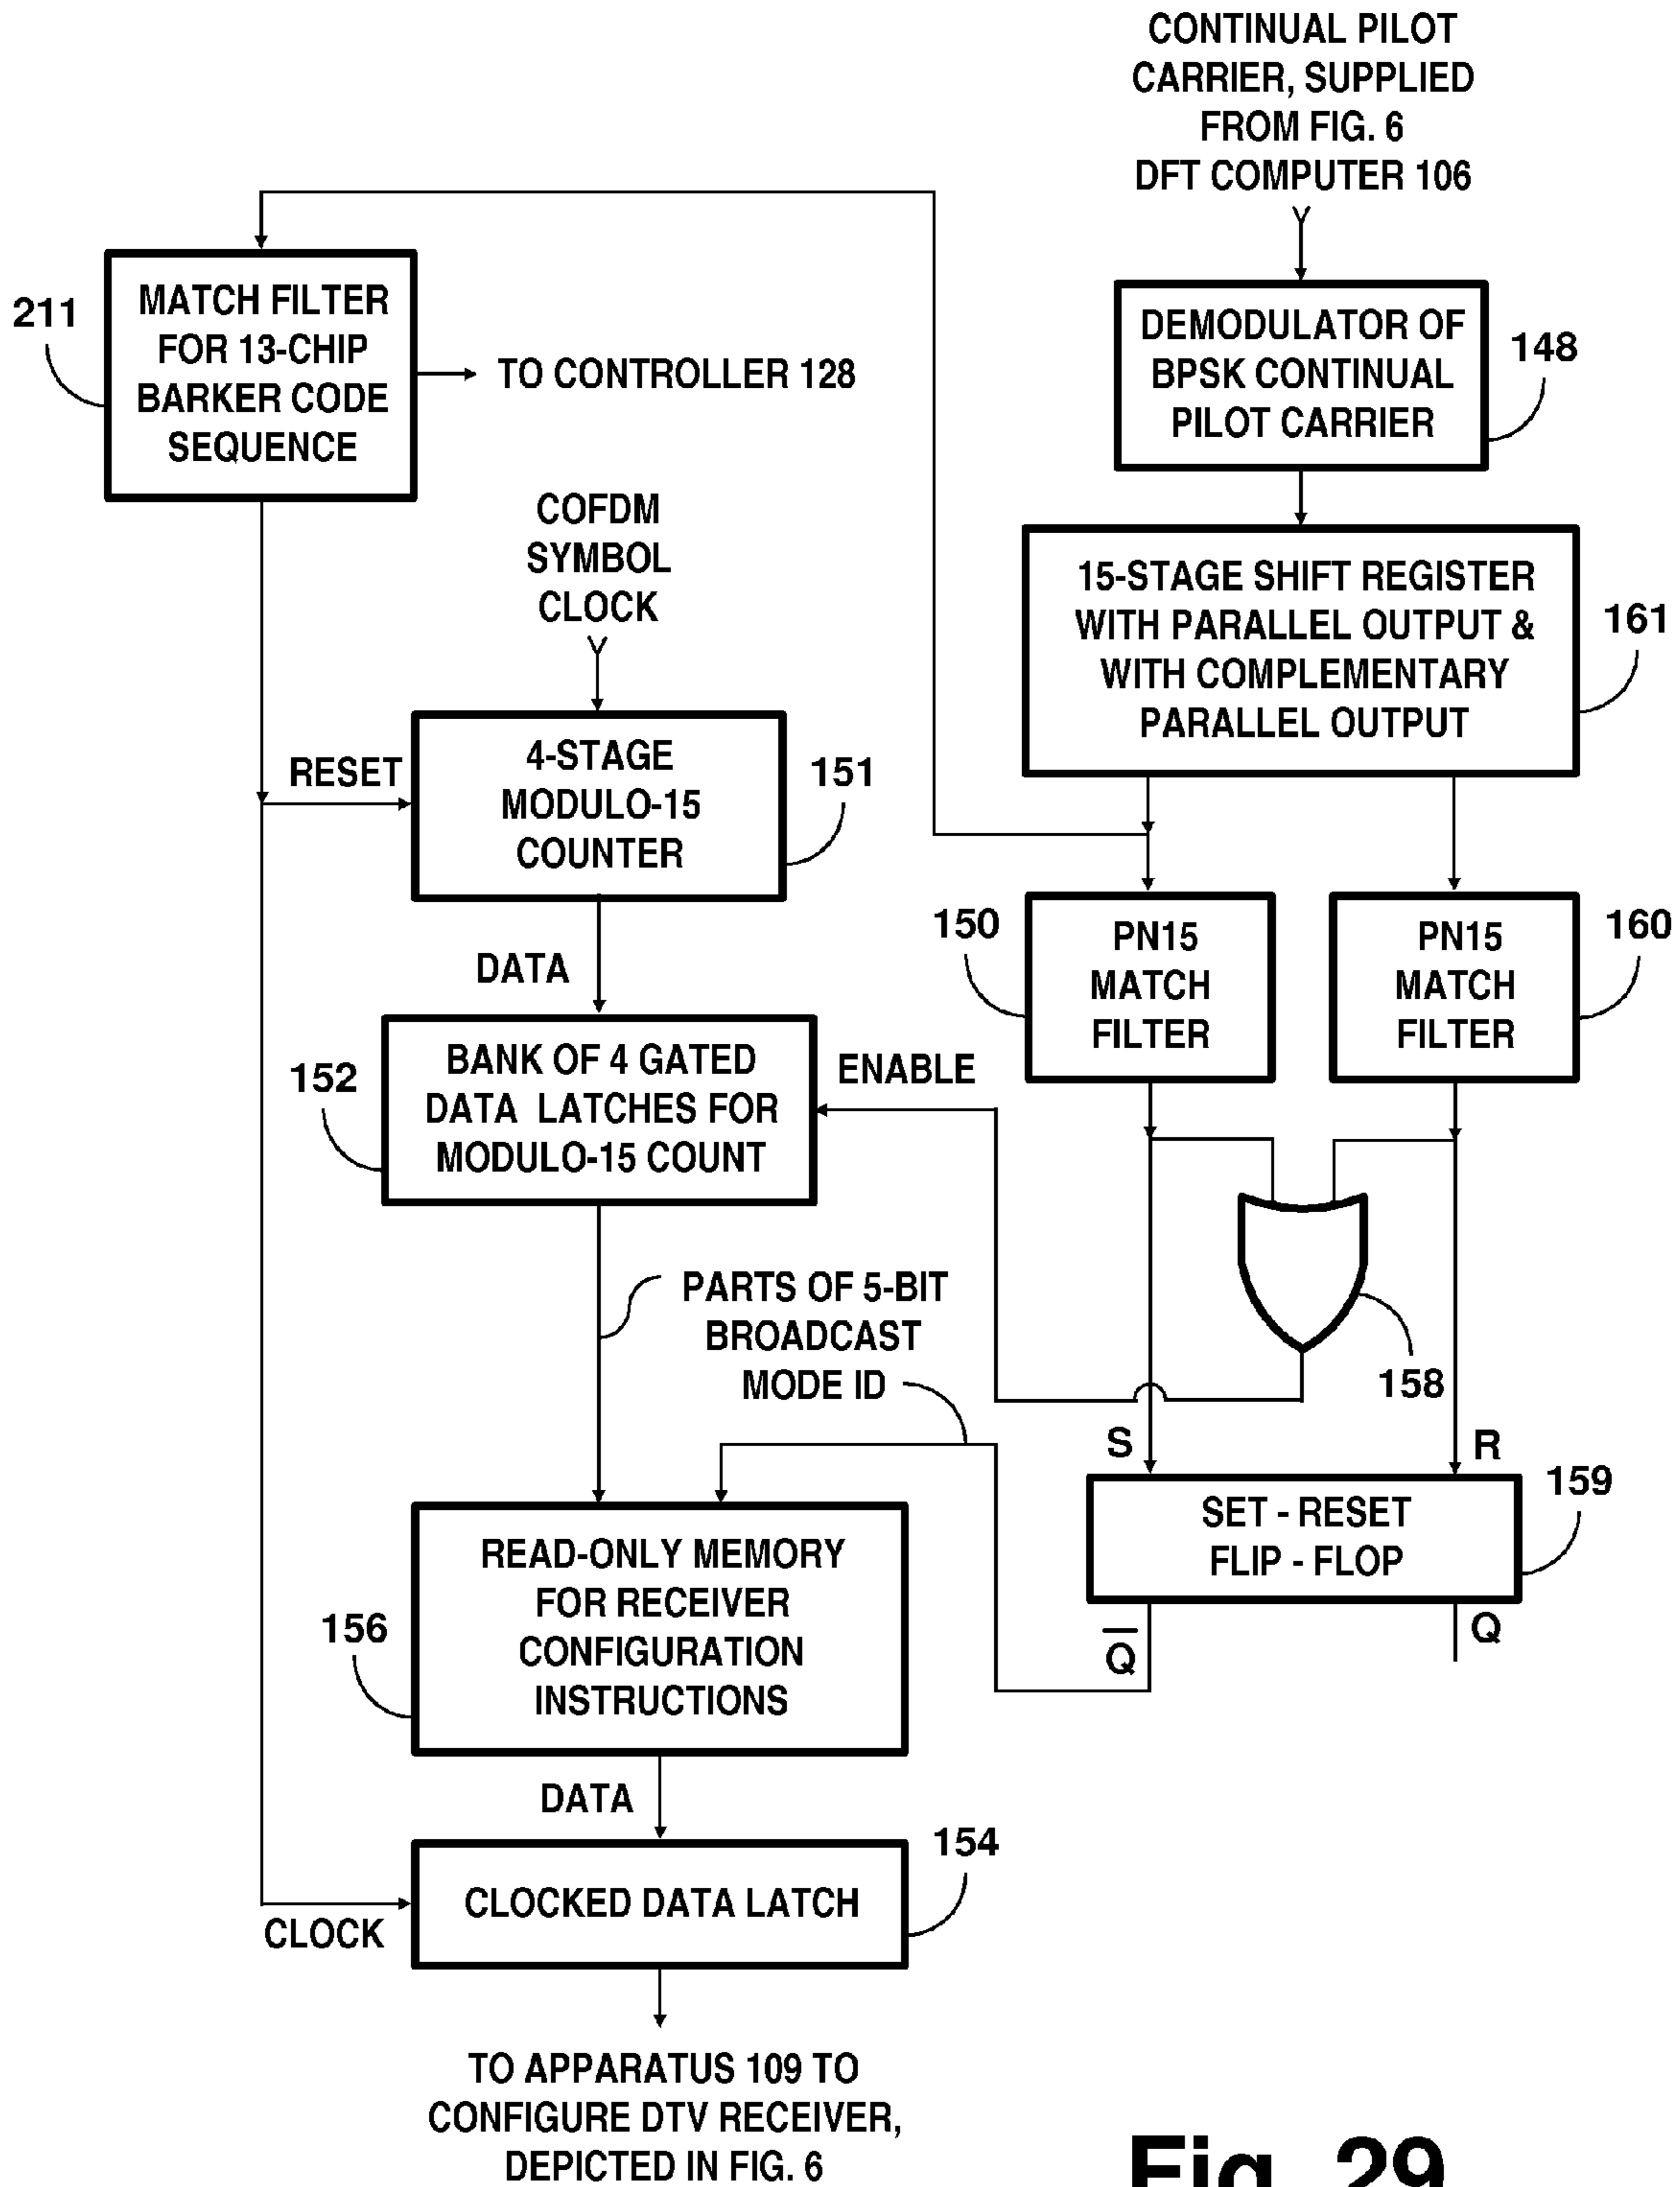 CONTINUAL PILOT
CARRIER, SUPPLIED
FROM FIG. 6
DFT COMPUTER 106
211
MATCH FILTER
FOR 13-CHIP
BARKER CODE
SEQUENCE
TO CONTROLLER 128
DEMODULATOR OF
BPSK CONTINUAL
PILOT CARRIER
148
COFDM
SYMBOL
CLOCK
15-STAGE SHIFT REGISTER
WITH PARALLEL OUTPUT &
WITH COMPLEMENTARY
PARALLEL OUTPUT
161
RESET
4-STAGE
MODULO-15
COUNTER
151
150
PN15
MATCH
FILTER
PN15
MATCH
FILTER
160
DATA
152
BANK OF 4 GATED
DATA LATCHES FOR
MODULO-15 COUNT
ENABLE
PARTS OF 5-BIT
BROADCAST
MODE ID
158
S
R
SET - RESET
FLIP - FLOP
159
Q
Q
156
READ-ONLY MEMORY
FOR RECEIVER
CONFIGURATION
INSTRUCTIONS
DATA
154
CLOCKED DATA LATCH
CLOCK
TO APPARATUS 109 TO
CONFIGURE DTV RECEIVER,
DEPICTED IN FIG. 6
Fig. 29